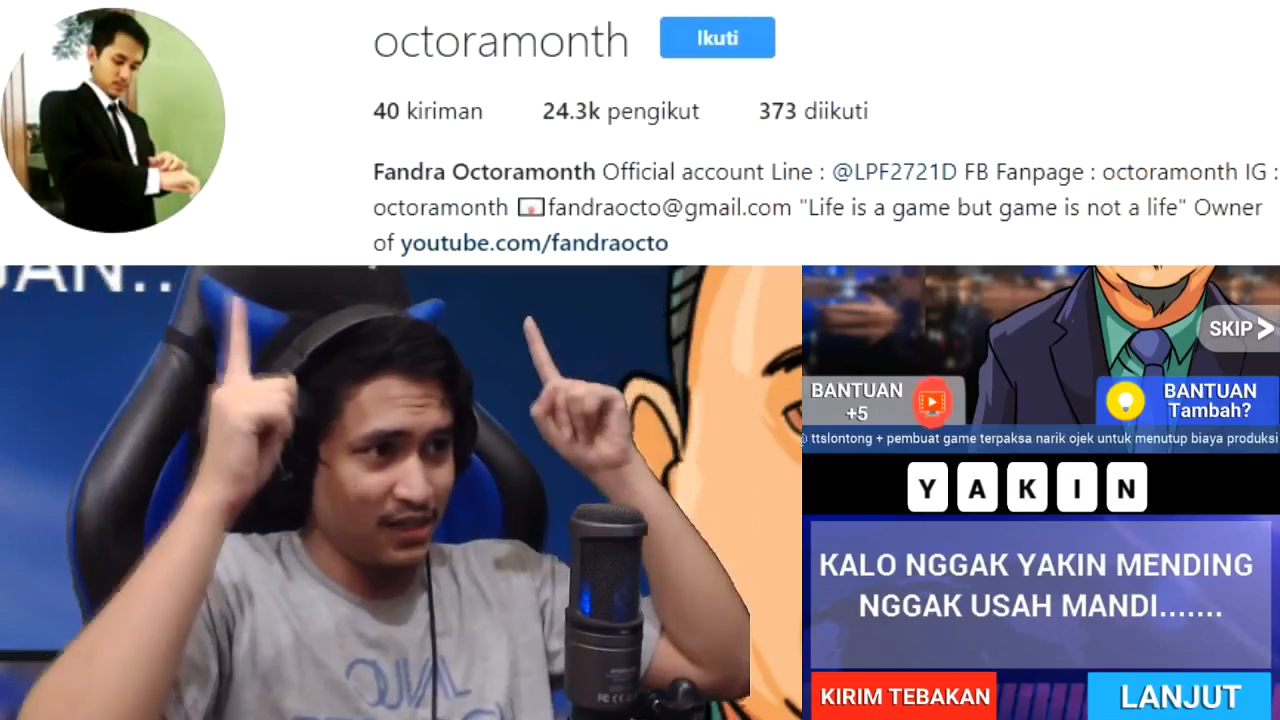 octoramonth
Ikuti
40 kiriman 24.3k pengikut 373 diikuti
Fandra Octoramonth Official account Line : @LPF2721D FB Fanpage : octoramonth IG :
octoramonth fandraocto@gmail.com "Life is a game but game is not a life" Owner
of youtube.com/fandraocto
SKIP >
BANTUAN
+5
BANTUAN
Tambah?
@ ttslontong + pembuat game terpaksa narik ojek untuk menutup biaya produksi
Y A K I N
KALO NGGAK YAKIN MENDING
NGGAK USAH MANDI.......
KIRIM TEBAKAN
LANJUT